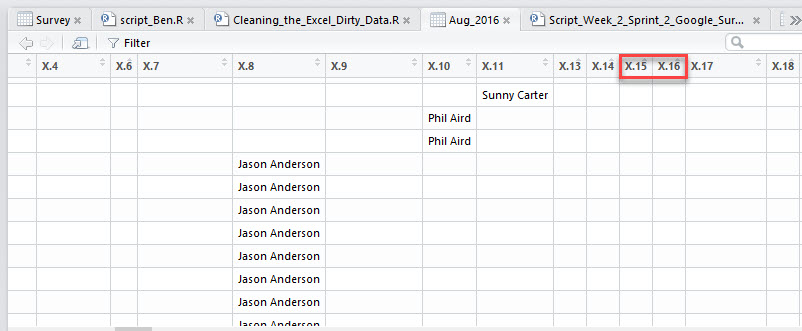 Survey script_Ben.R Cleaning_the_Excel_Dirty_Data.R Aug_2016 Script_Week_2_Sprint_2_Google_Sur...
Filter
X.4 X.6 X.7 X.8 X.9 X.10 X.11 X.13 X.14 X.15 X.16 X.17 X.18
Sunny Carter
Phil Aird
Phil Aird
Jason Anderson
Jason Anderson
Jason Anderson
Jason Anderson
Jason Anderson
Jason Anderson
Jason Anderson